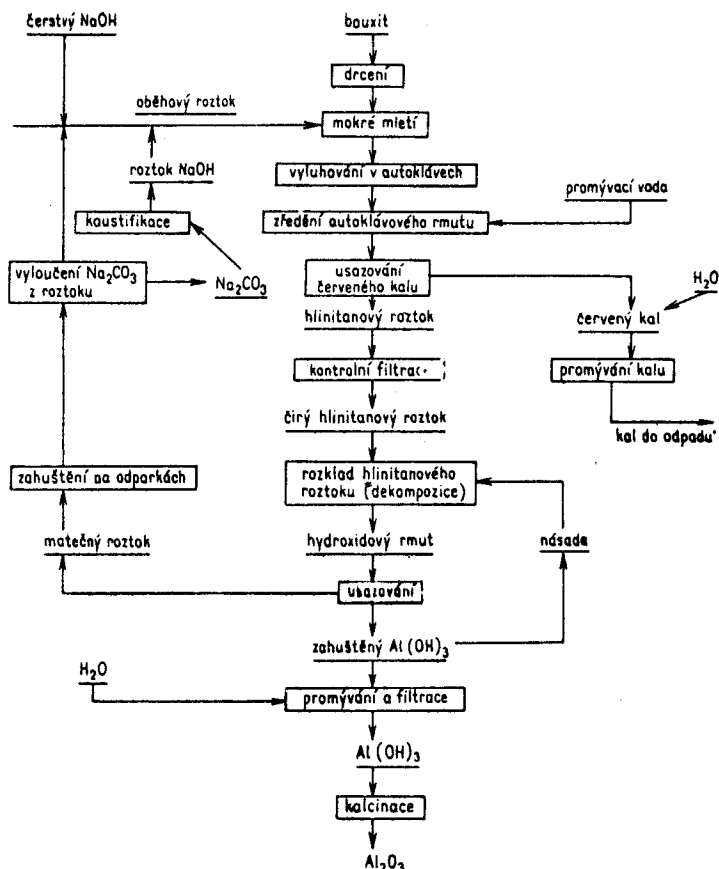 čerstvý NaOH
bauxit
drcení
oběhový roztok
mokré mletí
roztok NaOH
vyluhování v autoklávech
promývací voda
kaustifikace
zředění autoklávového rmutu
vyloučení Na₂CO₃
z roztoku
Na₂CO₃
usazování
červeného kalu
H₂O
hlinitanový roztok
červený kal
kontrolní filtrac
promývání kalu
čirý hlinitanový roztok
kal do odpadu
zahuštění na odparkách
rozklad hlinitanového
roztoku (dekompozice)
matečný roztok
hydroxidový rmut
násada
usazování
zahuštěný Al(OH)₃
H₂O
promývání a filtrace
Al(OH)₃
kalcinace
Al₂O₃